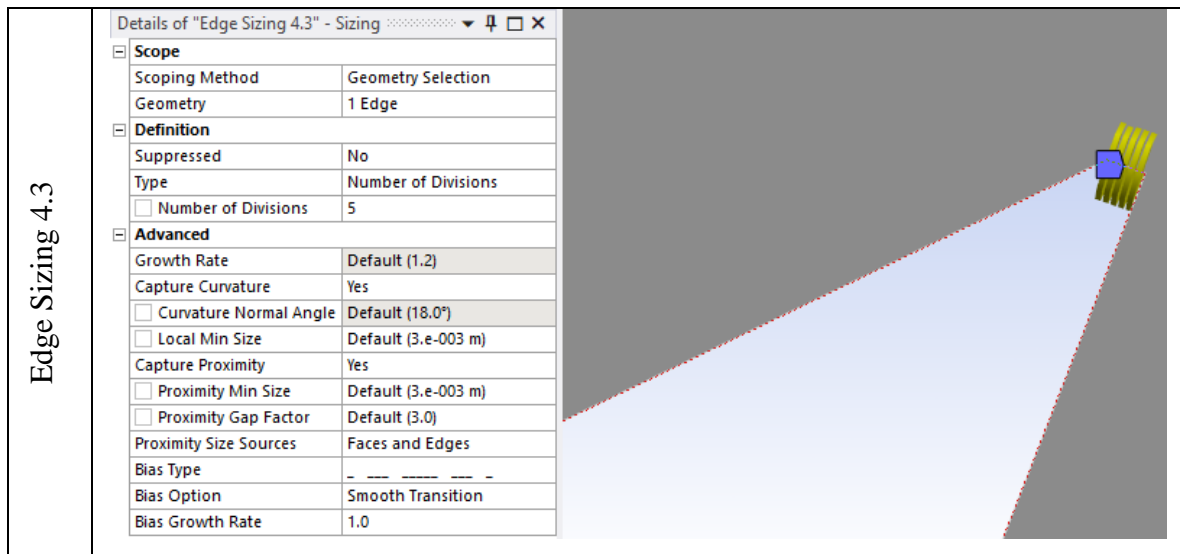 Edge Sizing 4.3
Details of "Edge Sizing 4.3" - Sizing
Scope
Scoping Method Geometry Selection
Geometry 1 Edge
Definition
Suppressed No
Type Number of Divisions
Number of Divisions 5
Advanced
Growth Rate Default (1.2)
Capture Curvature Yes
Curvature Normal Angle Default (18.0°)
Local Min Size Default (3.e-003 m)
Capture Proximity Yes
Proximity Min Size Default (3.e-003 m)
Proximity Gap Factor Default (3.0)
Proximity Size Sources Faces and Edges
Bias Type _ ___ _____ ___ _
Bias Option Smooth Transition
Bias Growth Rate 1.0